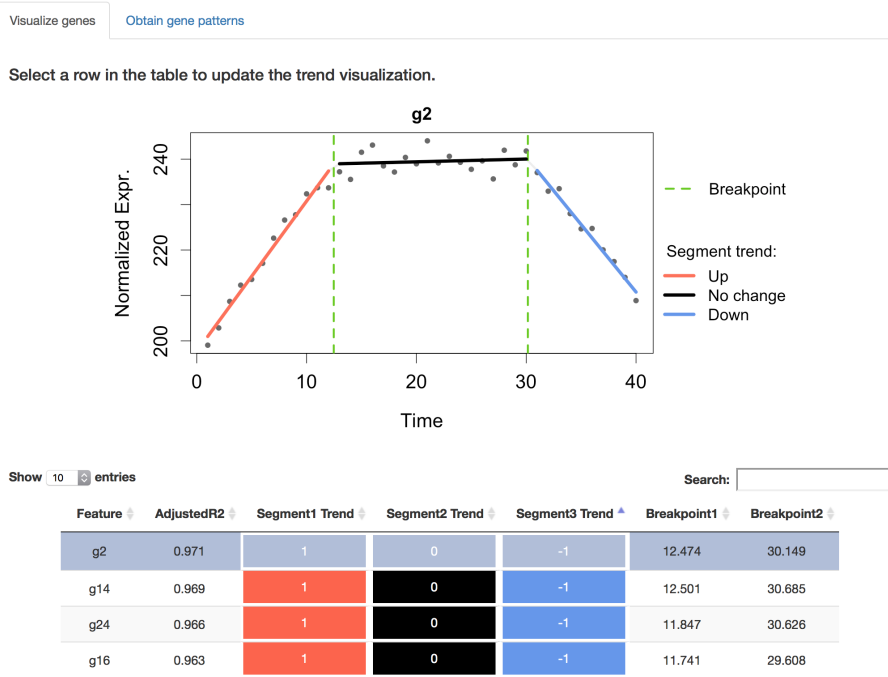 Visualize genes Obtain gene patterns
Select a row in the table to update the trend visualization.
g2
Normalized Expr.
240
220
200
0 10 20 30 40
Time
Breakpoint
Segment trend:
Up
No change
Down
Show 10 entries
Search:
Feature AdjustedR2 Segment1 Trend Segment2 Trend Segment3 Trend Breakpoint1 Breakpoint2
g2 0.971 1 0 -1 12.474 30.149
g14 0.969 1 0 -1 12.501 30.685
g24 0.966 1 0 -1 11.847 30.626
g16 0.963 1 0 -1 11.741 29.608